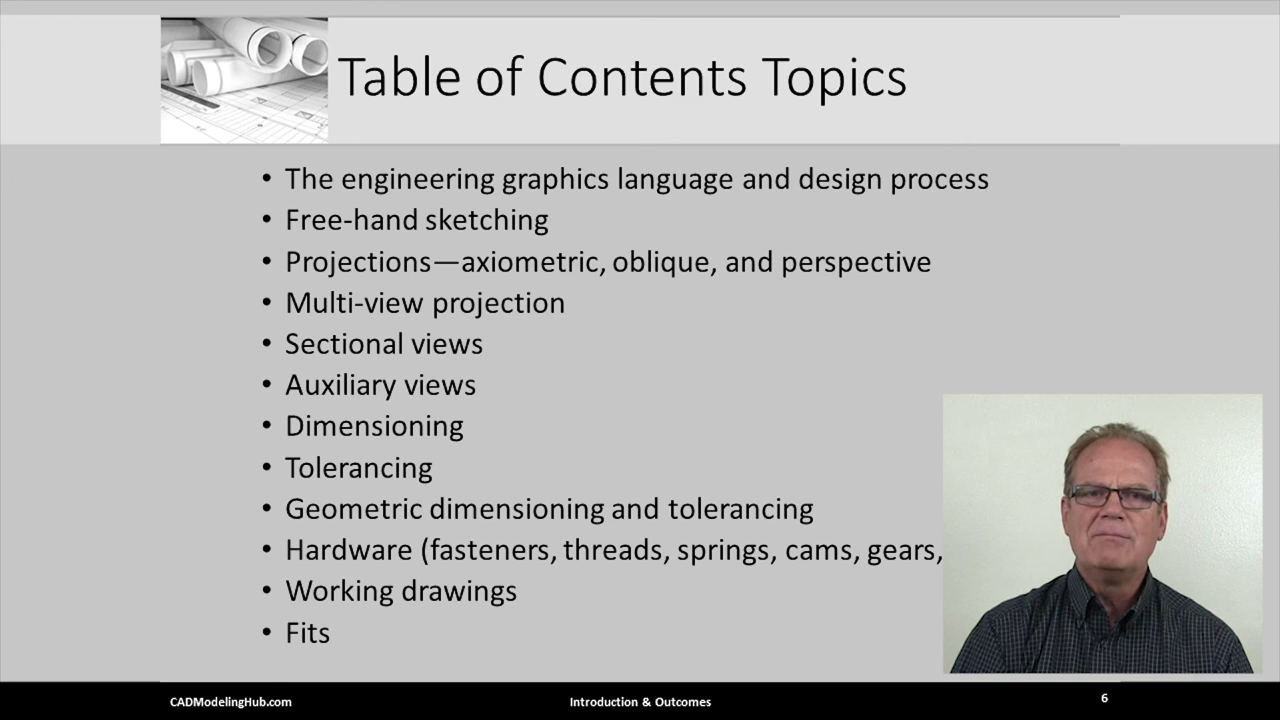 Table of Contents Topics
• The engineering graphics language and design process
• Free-hand sketching
• Projections—axiometric, oblique, and perspective
• Multi-view projection
• Sectional views
• Auxiliary views
• Dimensioning
• Tolerancing
• Geometric dimensioning and tolerancing
• Hardware (fasteners, threads, springs, cams, gears,
• Working drawings
• Fits
CADModelingHub.com
Introduction & Outcomes
6